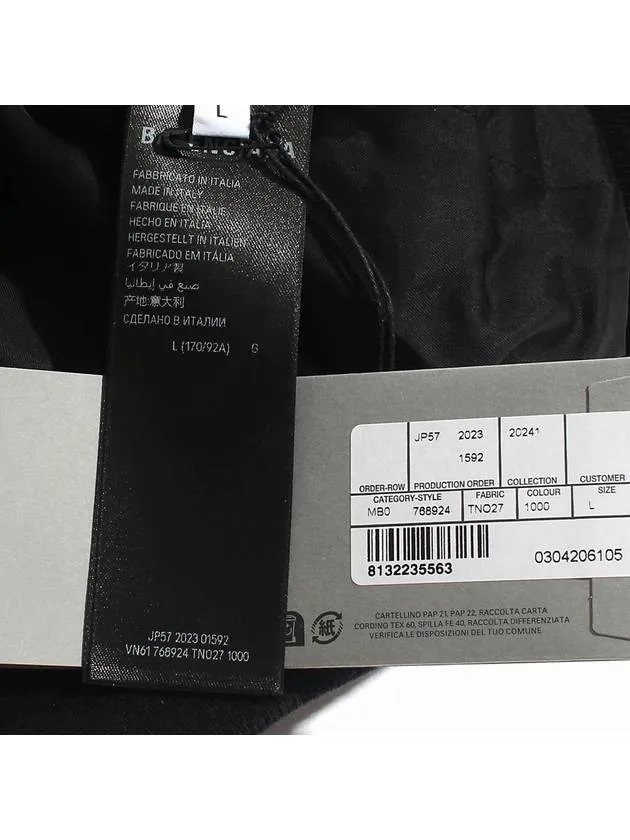 L
FABBRICATO IN ITALIA
MADE IN ITALY
FABRIQUÉ EN ITALIE
HECHO EN ITALIA
HERGESTELLT IN ITALIEN
FABRICADO EM ITÁLIA
イタリア製
صنع في إيطاليا
产地:意大利
СДЕЛАНО В ИТАЛИИ
L (170/92A) G
JP57 2023 01592
VN61 768924 TNO27 1000
JP57 2023 20241
1592
ORDER-ROW PRODUCTION ORDER COLLECTION CUSTOMER
CATEGORY-STYLE FABRIC COLOUR SIZE
MB0 768924 TNO27 1000 L
8132235563 0304206105
CARTELLINO PAP 21, PAP 22, RACCOLTA CARTA
CORDINO TEX 60, SPILLA FE 40, RACCOLTA DIFFERENZIATA
VERIFICA LE DISPOSIZIONI DEL TUO COMUNE
紙